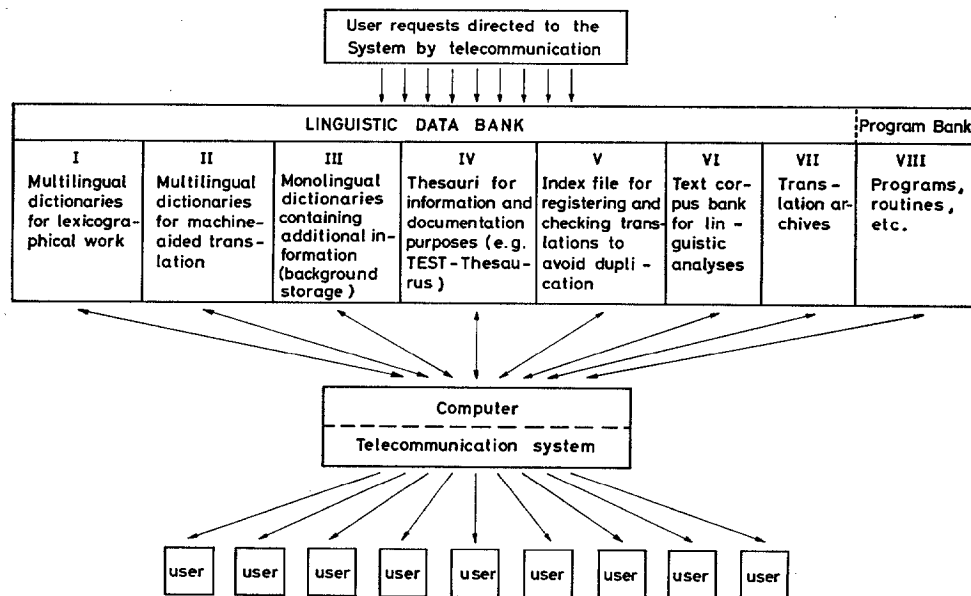 User requests directed to the
System by telecommunication
LINGUISTIC DATA BANK
Program Bank
I
Multilingual
dictionaries
for lexicogra-
phical work
II
Multilingual
dictionaries
for machine-
aided trans-
lation
III
Monolingual
dictionaries
containing
additional in-
formation
(background
storage)
IV
Thesauri for
information and
documentation
purposes (e.g.
TEST-Thesau-
rus)
V
Index file for
registering and
checking trans-
lations to
avoid dupli-
cation
VI
Text cor-
pus bank
for lin-
guistic
analyses
VII
Trans-
lation ar-
chives
VIII
Programs,
routines,
etc.
Computer
Telecommunication system
user user user user user user user user user